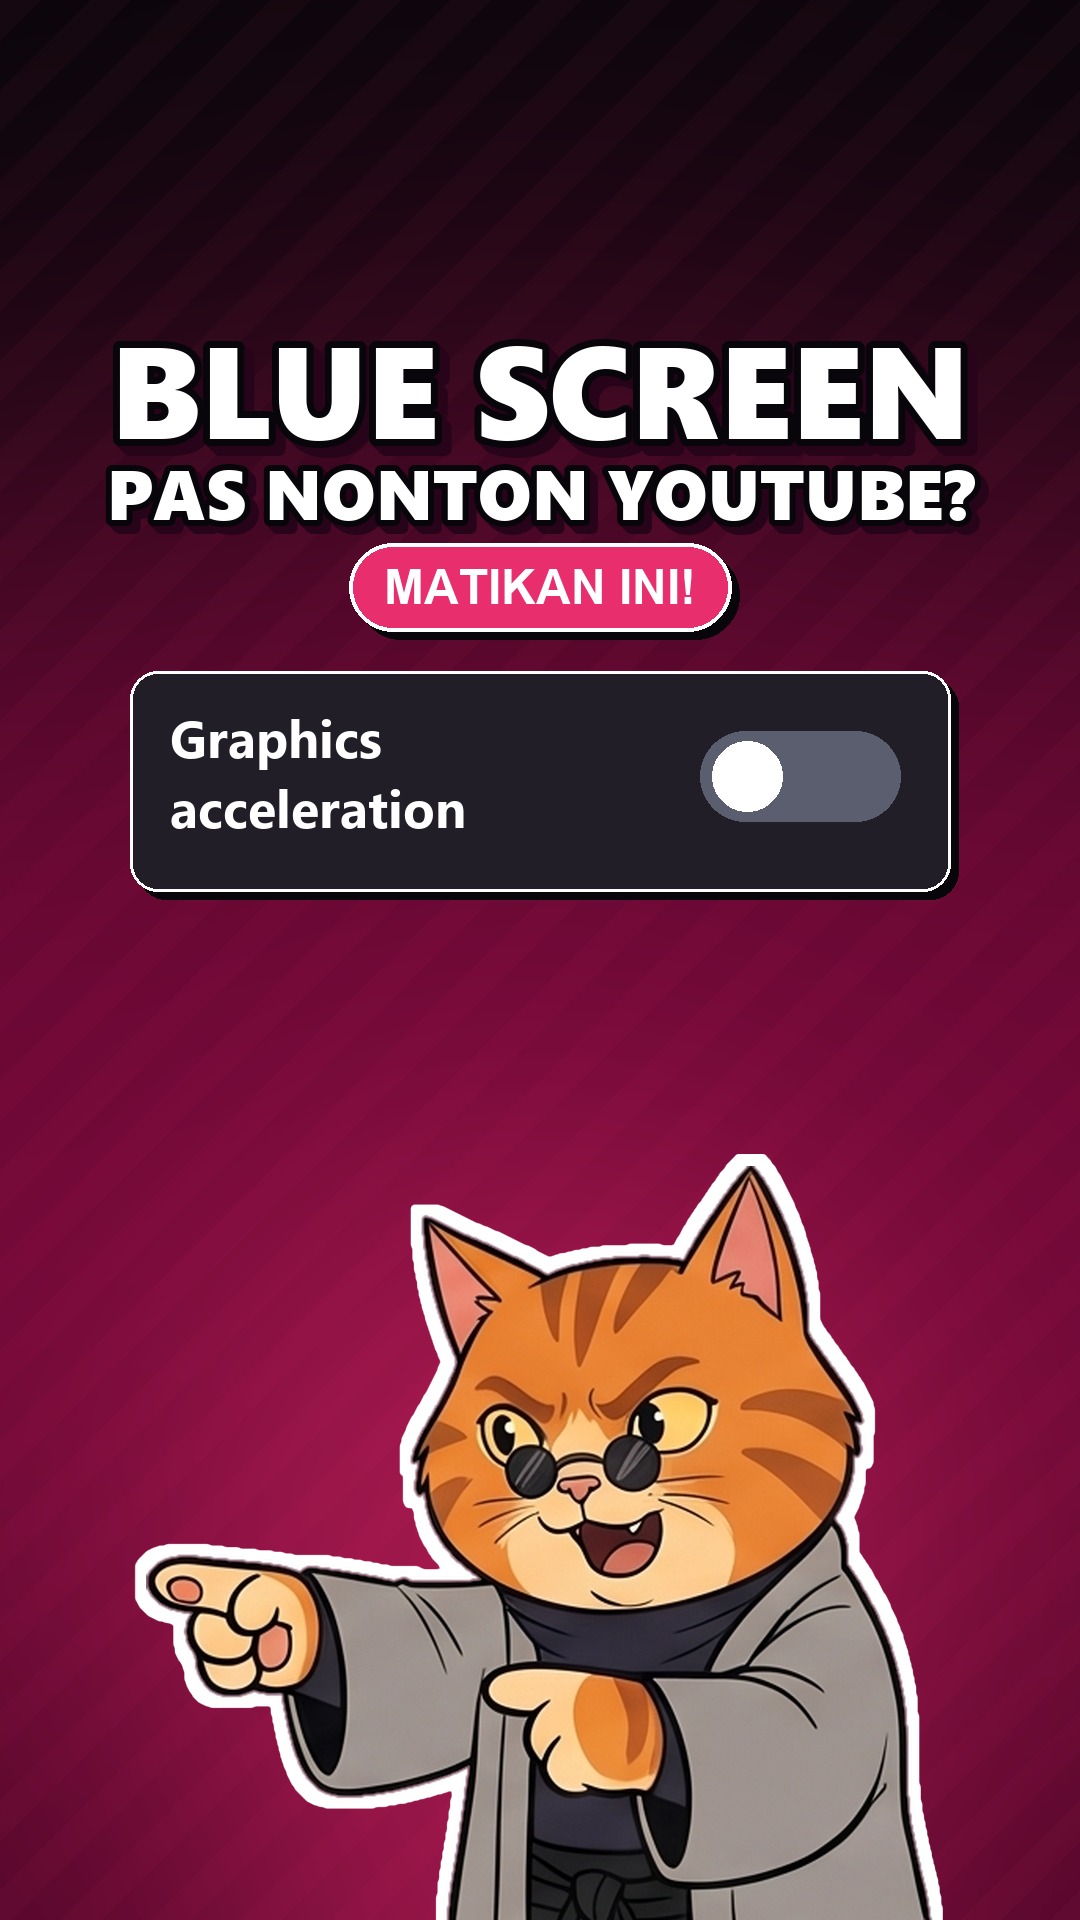 BLUE SCREEN
PAS NONTON YOUTUBE?
MATIKAN INI!
Graphics
acceleration